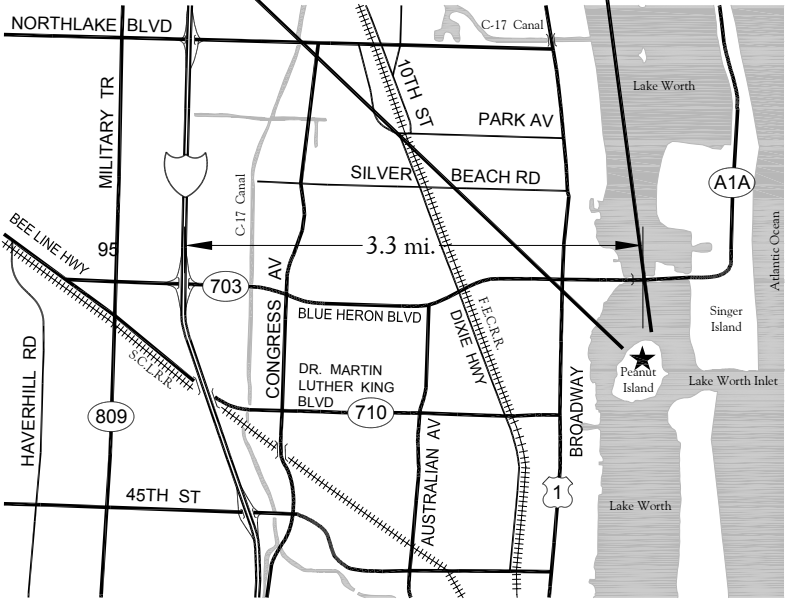 NORTHLAKE BLVD
C-17 Canal
MILITARY TR
10TH ST
Lake Worth
PARK AV
SILVER BEACH RD
A1A
C-17 Canal
BEE LINE HWY
95
3.3 mi.
Atlantic Ocean
703
CONGRESS AV
BLUE HERON BLVD
F.E.C.R.R.
DIXIE HWY
Singer
Island
HAVERHILL RD
S.C.L.R.R.
DR. MARTIN
LUTHER KING
BLVD
710
Peanut
Island
Lake Worth Inlet
809
BROADWAY
AUSTRALIAN AV
45TH ST
1
Lake Worth